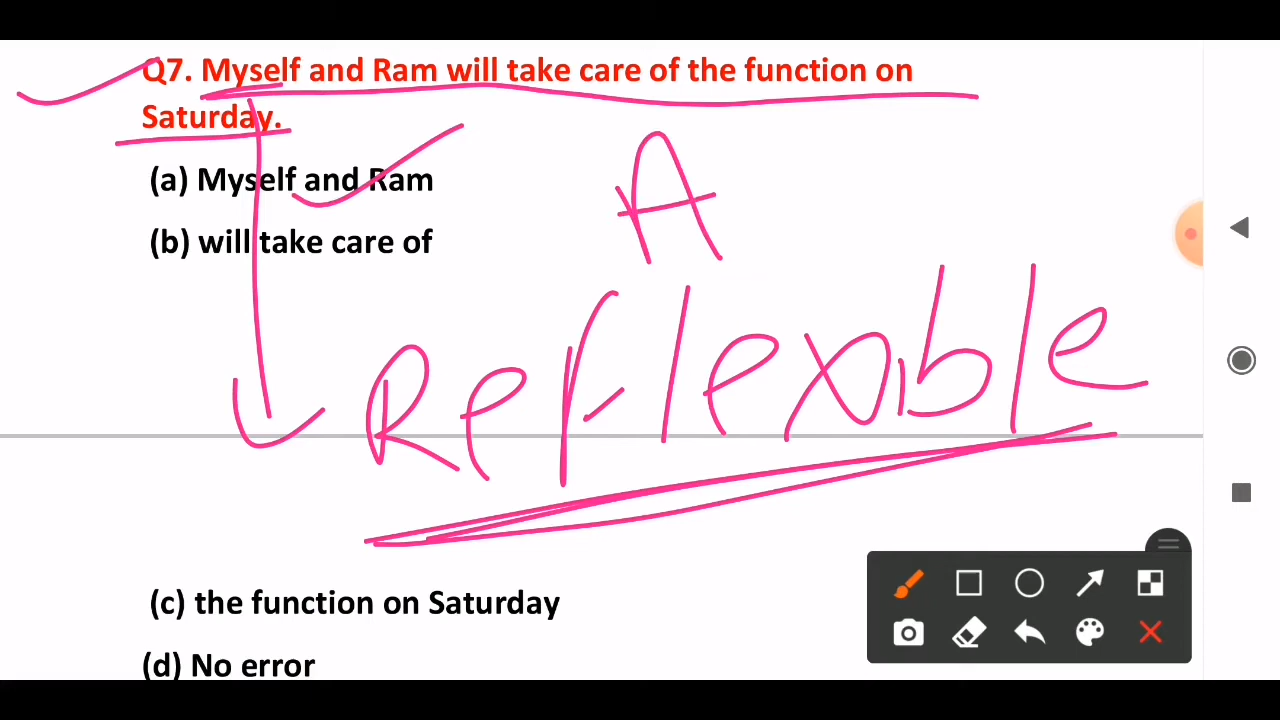 Q7. Myself and Ram will take care of the function on
Saturday.
(a) Myself and Ram
A
(b) will take care of
Reflexible
(c) the function on Saturday
(d) No error